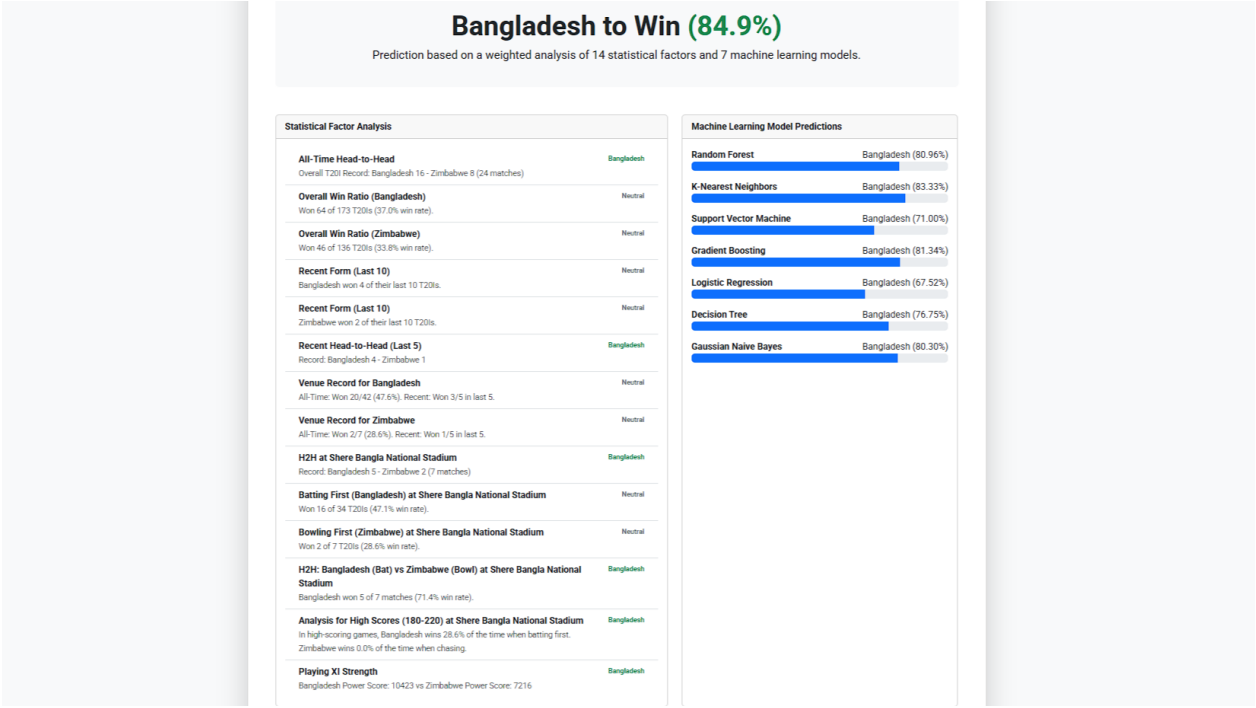 Bangladesh to Win (84.9%)
Prediction based on a weighted analysis of 14 statistical factors and 7 machine learning models.
Statistical Factor Analysis
All-Time Head-to-Head
Bangladesh
Overall T20I Record: Bangladesh 16 - Zimbabwe 8 (24 matches)
Overall Win Ratio (Bangladesh)
Neutral
Won 64 of 173 T20Is (37.0% win rate).
Overall Win Ratio (Zimbabwe)
Neutral
Won 46 of 136 T20Is (33.8% win rate).
Recent Form (Last 10)
Neutral
Bangladesh won 4 of their last 10 T20Is.
Recent Form (Last 10)
Neutral
Zimbabwe won 2 of their last 10 T20Is.
Recent Head-to-Head (Last 5)
Bangladesh
Record: Bangladesh 4 - Zimbabwe 1
Venue Record for Bangladesh
Neutral
All-Time: Won 20/42 (47.6%). Recent: Won 3/5 in last 5.
Venue Record for Zimbabwe
Neutral
All-Time: Won 2/7 (28.6%). Recent: Won 1/5 in last 5.
H2H at Shere Bangla National Stadium
Bangladesh
Record: Bangladesh 5 - Zimbabwe 2 (7 matches)
Batting First (Bangladesh) at Shere Bangla National Stadium
Neutral
Won 16 of 34 T20Is (47.1% win rate).
Bowling First (Zimbabwe) at Shere Bangla National Stadium
Neutral
Won 2 of 7 T20Is (28.6% win rate).
H2H: Bangladesh (Bat) vs Zimbabwe (Bowl) at Shere Bangla National
Stadium
Bangladesh
Bangladesh won 5 of 7 matches (71.4% win rate).
Analysis for High Scores (180-220) at Shere Bangla National Stadium
Bangladesh
In high-scoring games, Bangladesh wins 28.6% of the time when batting first.
Zimbabwe wins 0.0% of the time when chasing.
Playing XI Strength
Bangladesh
Bangladesh Power Score: 10423 vs Zimbabwe Power Score: 7216
Machine Learning Model Predictions
Random Forest
Bangladesh (80.96%)
K-Nearest Neighbors
Bangladesh (83.33%)
Support Vector Machine
Bangladesh (71.00%)
Gradient Boosting
Bangladesh (81.34%)
Logistic Regression
Bangladesh (67.52%)
Decision Tree
Bangladesh (76.75%)
Gaussian Naive Bayes
Bangladesh (80.30%)